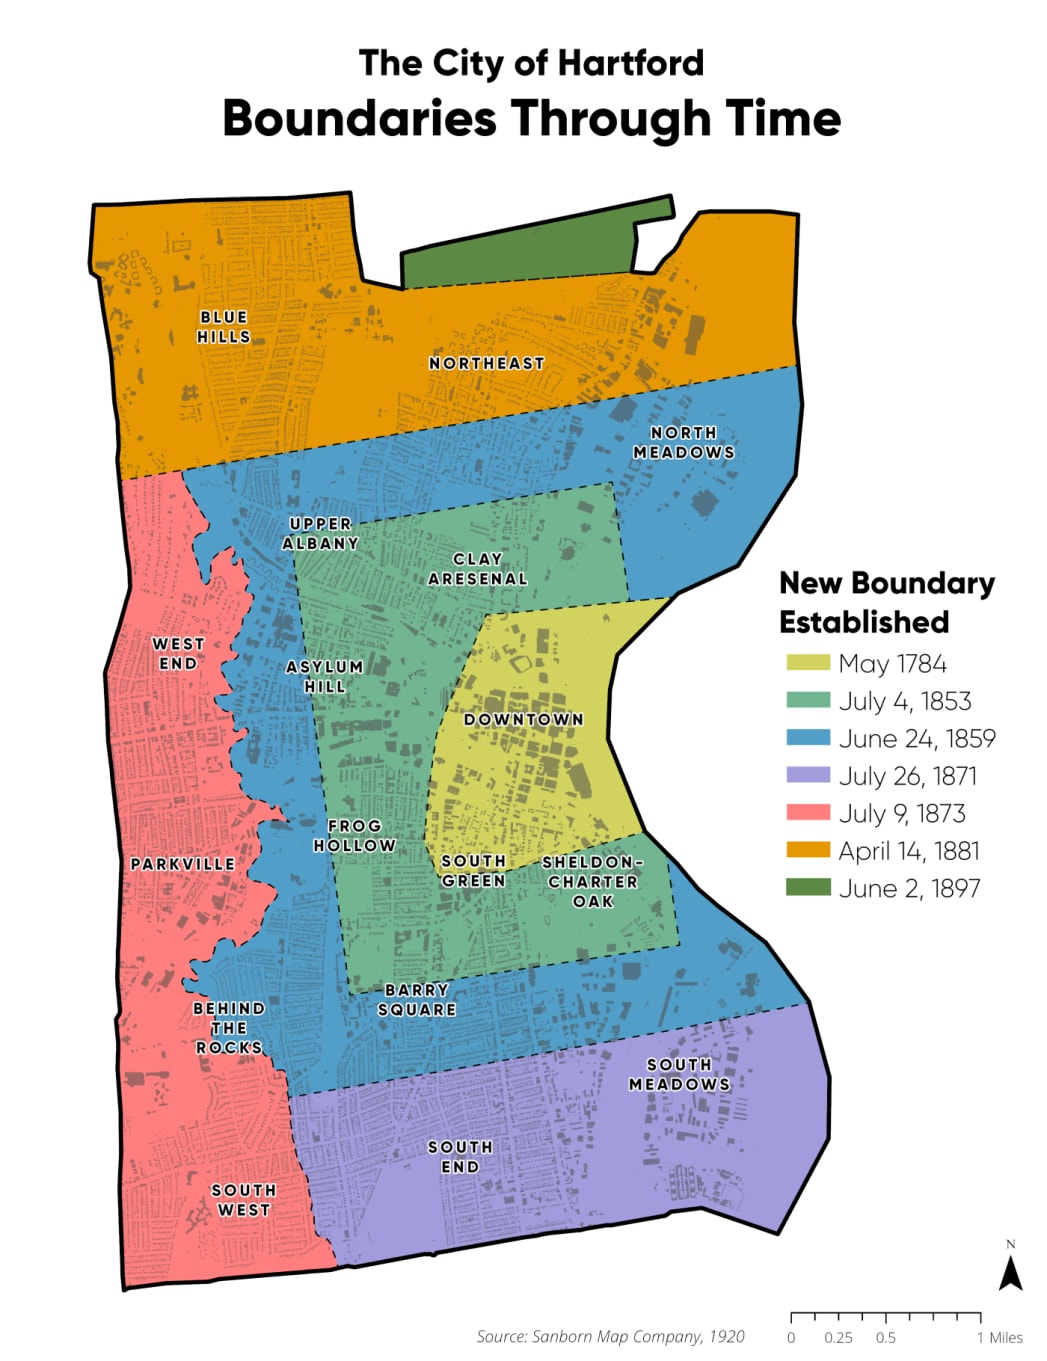 The City of Hartford
Boundaries Through Time
BLUE
HILLS
NORTHEAST
NORTH
MEADOWS
UPPER
ALBANY
CLAY
ARESENAL
WEST
END
ASYLUM
HILL
DOWNTOWN
FROG
HOLLOW
PARKVILLE
SOUTH
GREEN
SHELDON-
CHARTER
OAK
BARRY
SQUARE
BEHIND
THE
ROCKS
SOUTH
MEADOWS
SOUTH
END
SOUTH
WEST
New Boundary
Established
May 1784
July 4, 1853
June 24, 1859
July 26, 1871
July 9, 1873
April 14, 1881
June 2, 1897
N
Source: Sanborn Map Company, 1920
0 0.25 0.5 1 Miles